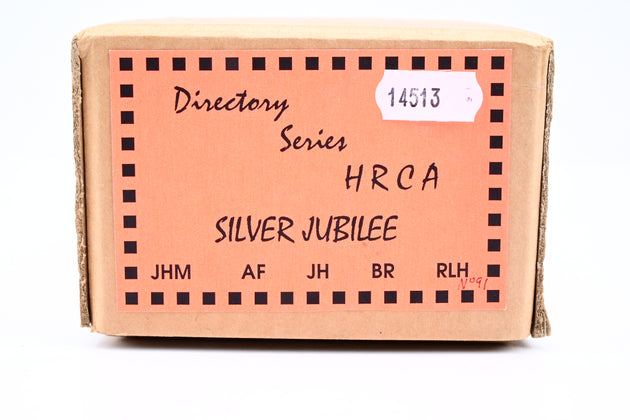 Directory
14513
Series
HRCA
SILVER JUBILEE
JHM AF JH BR RLH
Nº91